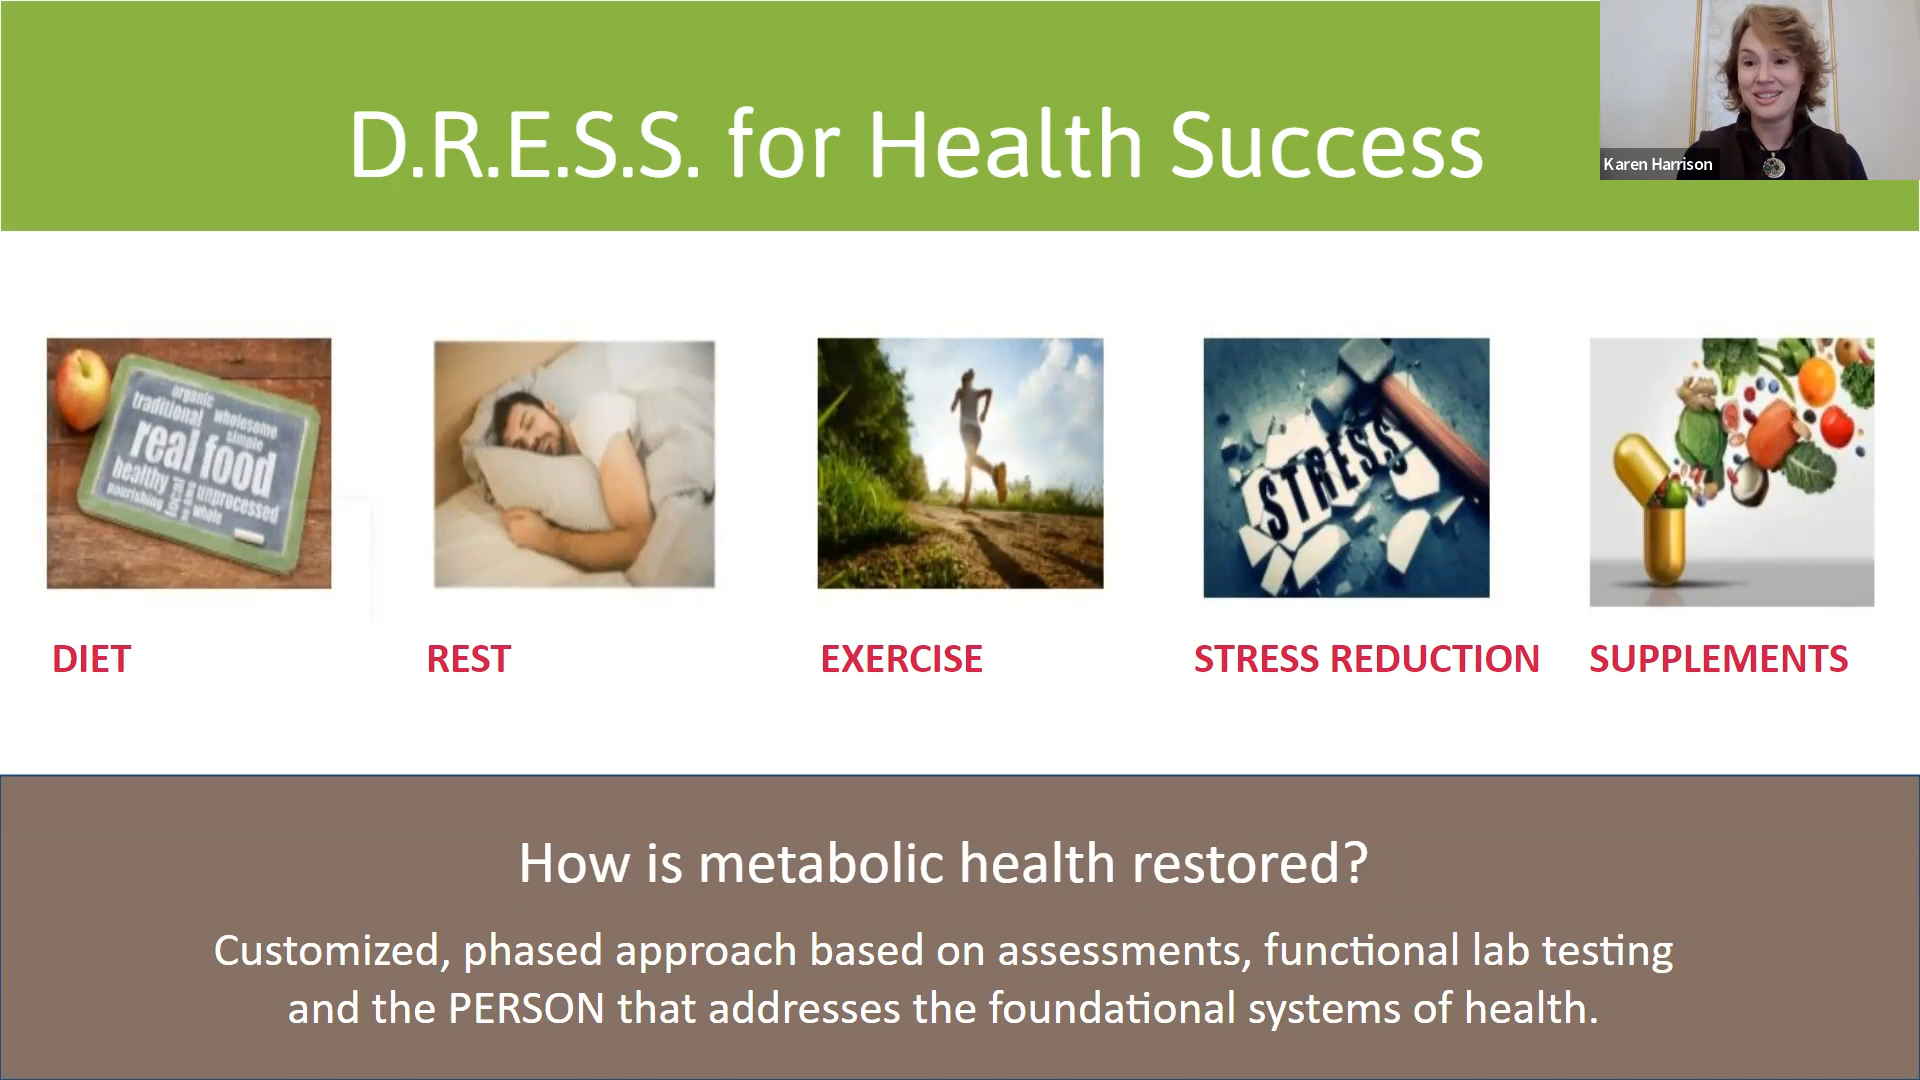 D.R.E.S.S. for Health Success
Karen Harrison
organic
traditional wholesome
simple
real food
healthy
nourishing local unprocessed
whole
STRESS
DIET
REST
EXERCISE
STRESS REDUCTION
SUPPLEMENTS
How is metabolic health restored?
Customized, phased approach based on assessments, functional lab testing
and the PERSON that addresses the foundational systems of health.